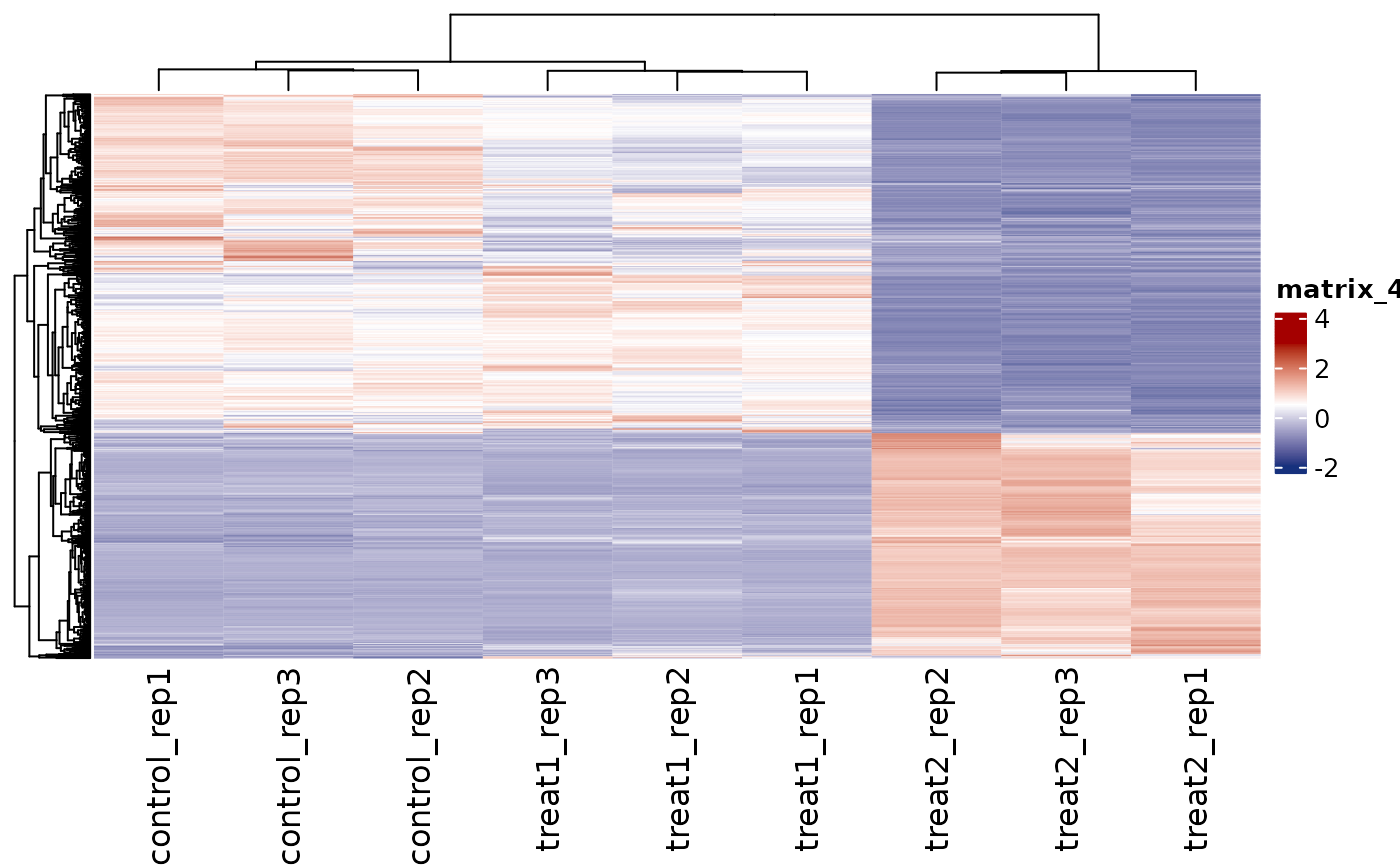 matrix_4
4
2
0
-2
control_rep1
control_rep3
control_rep2
treat1_rep3
treat1_rep2
treat1_rep1
treat2_rep2
treat2_rep3
treat2_rep1